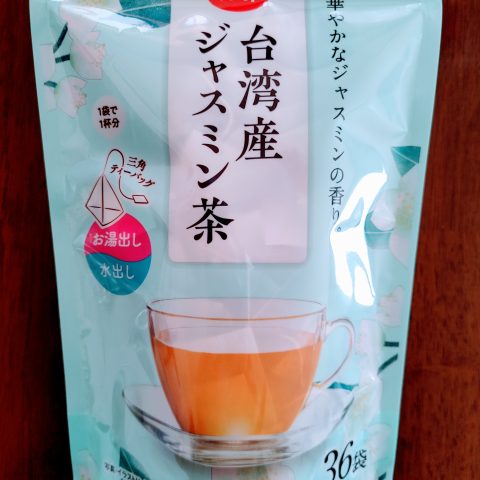 華やかなジャスミンの香り。
台湾産
ジャスミン茶
1袋で
1杯分
三角
ティーバッグ
お湯出し
水出し
36袋